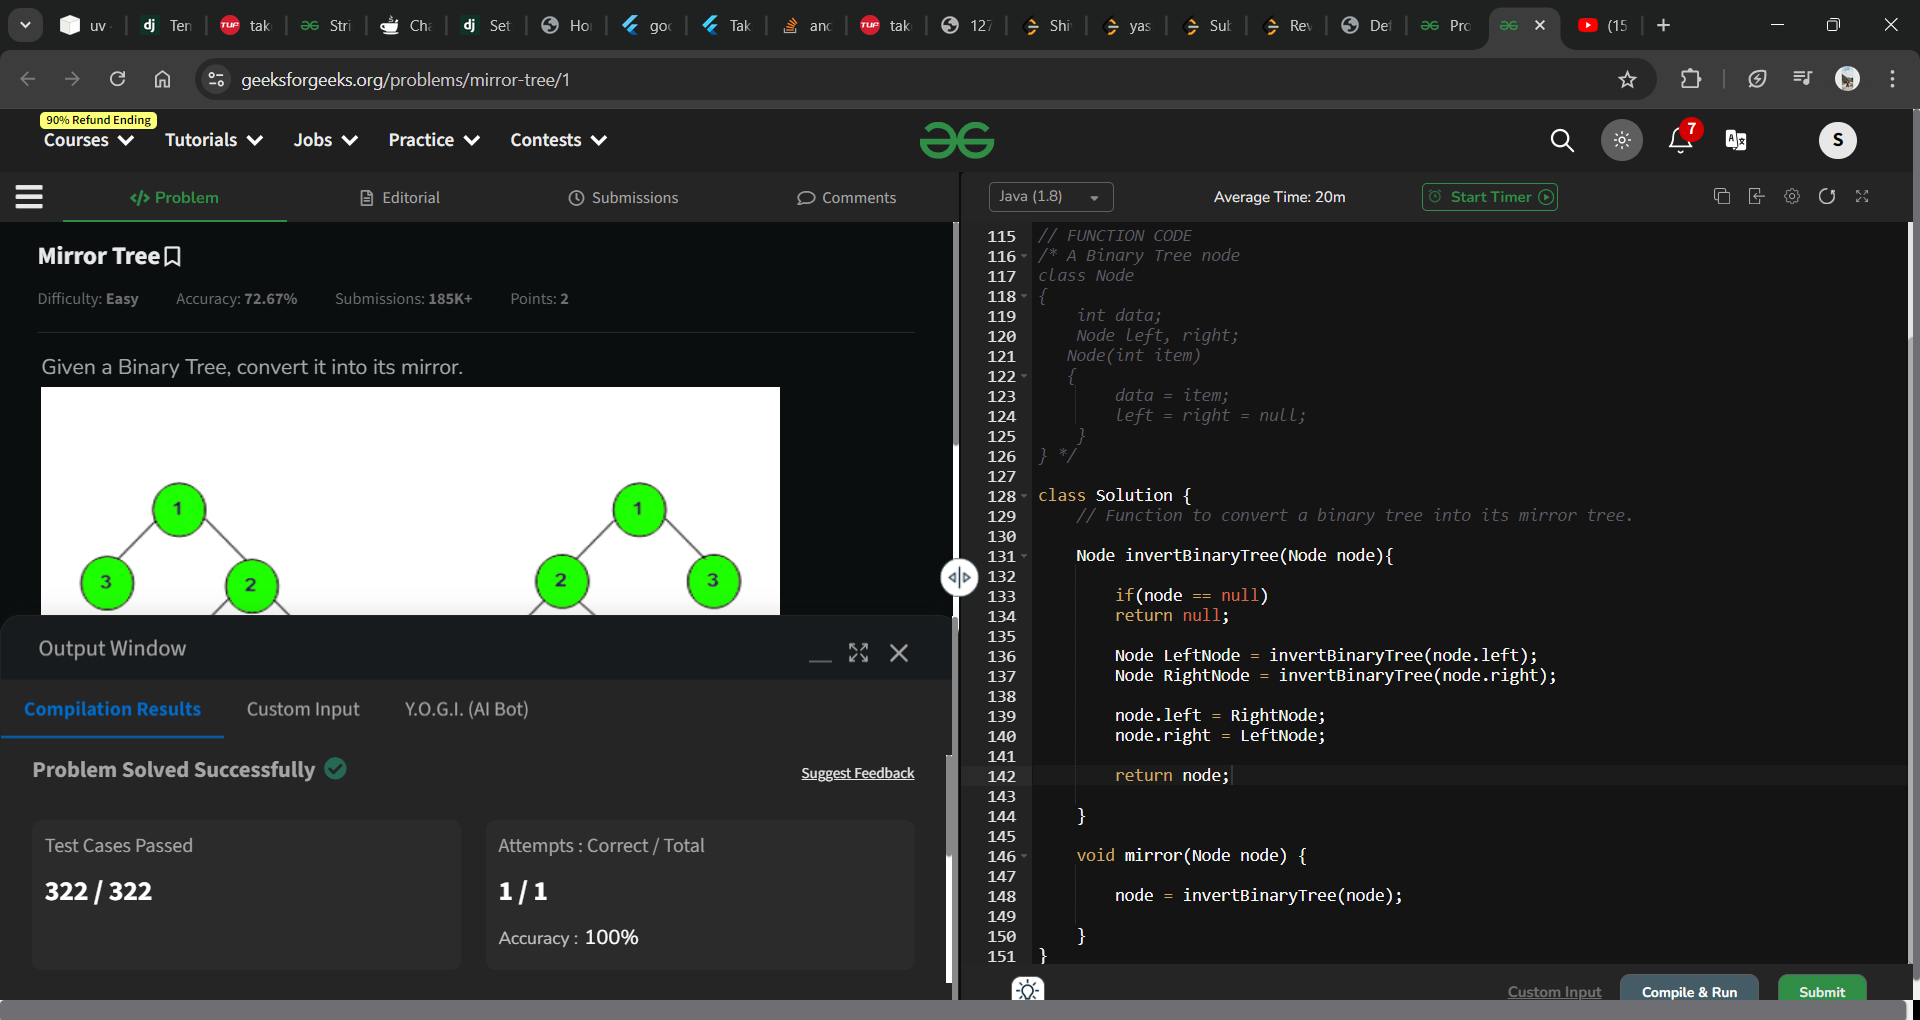 uv
dj Ten
TUP tak
Stri
Cha
dj Set
Ho
goo
Tak
and
TUP tak
127
Shi
yas
Sub
Rev
Def
Pro
(15
geeksforgeeks.org/problems/mirror-tree/1
90% Refund Ending
Courses
Tutorials
Jobs
Practice
Contests
7
S
</> Problem
Editorial
Submissions
Comments
Java (1.8)
Average Time: 20m
Start Timer
Mirror Tree
Difficulty: Easy
Accuracy: 72.67%
Submissions: 185K+
Points: 2
Given a Binary Tree, convert it into its mirror.
1
3
2
1
2
3
Output Window
Compilation Results
Custom Input
Y.O.G.I. (AI Bot)
Problem Solved Successfully
Suggest Feedback
Test Cases Passed
322 / 322
Attempts : Correct / Total
1 / 1
Accuracy : 100%
115 // FUNCTION CODE
116 /* A Binary Tree node
117 class Node
118 {
119 int data;
120 Node left, right;
121 Node(int item)
122 {
123 data = item;
124 left = right = null;
125 }
126 } */
127
128 class Solution {
129 // Function to convert a binary tree into its mirror tree.
130
131 Node invertBinaryTree(Node node){
132
133 if(node == null)
134 return null;
135
136 Node LeftNode = invertBinaryTree(node.left);
137 Node RightNode = invertBinaryTree(node.right);
138
139 node.left = RightNode;
140 node.right = LeftNode;
141
142 return node;
143
144 }
145
146 void mirror(Node node) {
147
148 node = invertBinaryTree(node);
149
150 }
151 }
Custom Input
Compile & Run
Submit